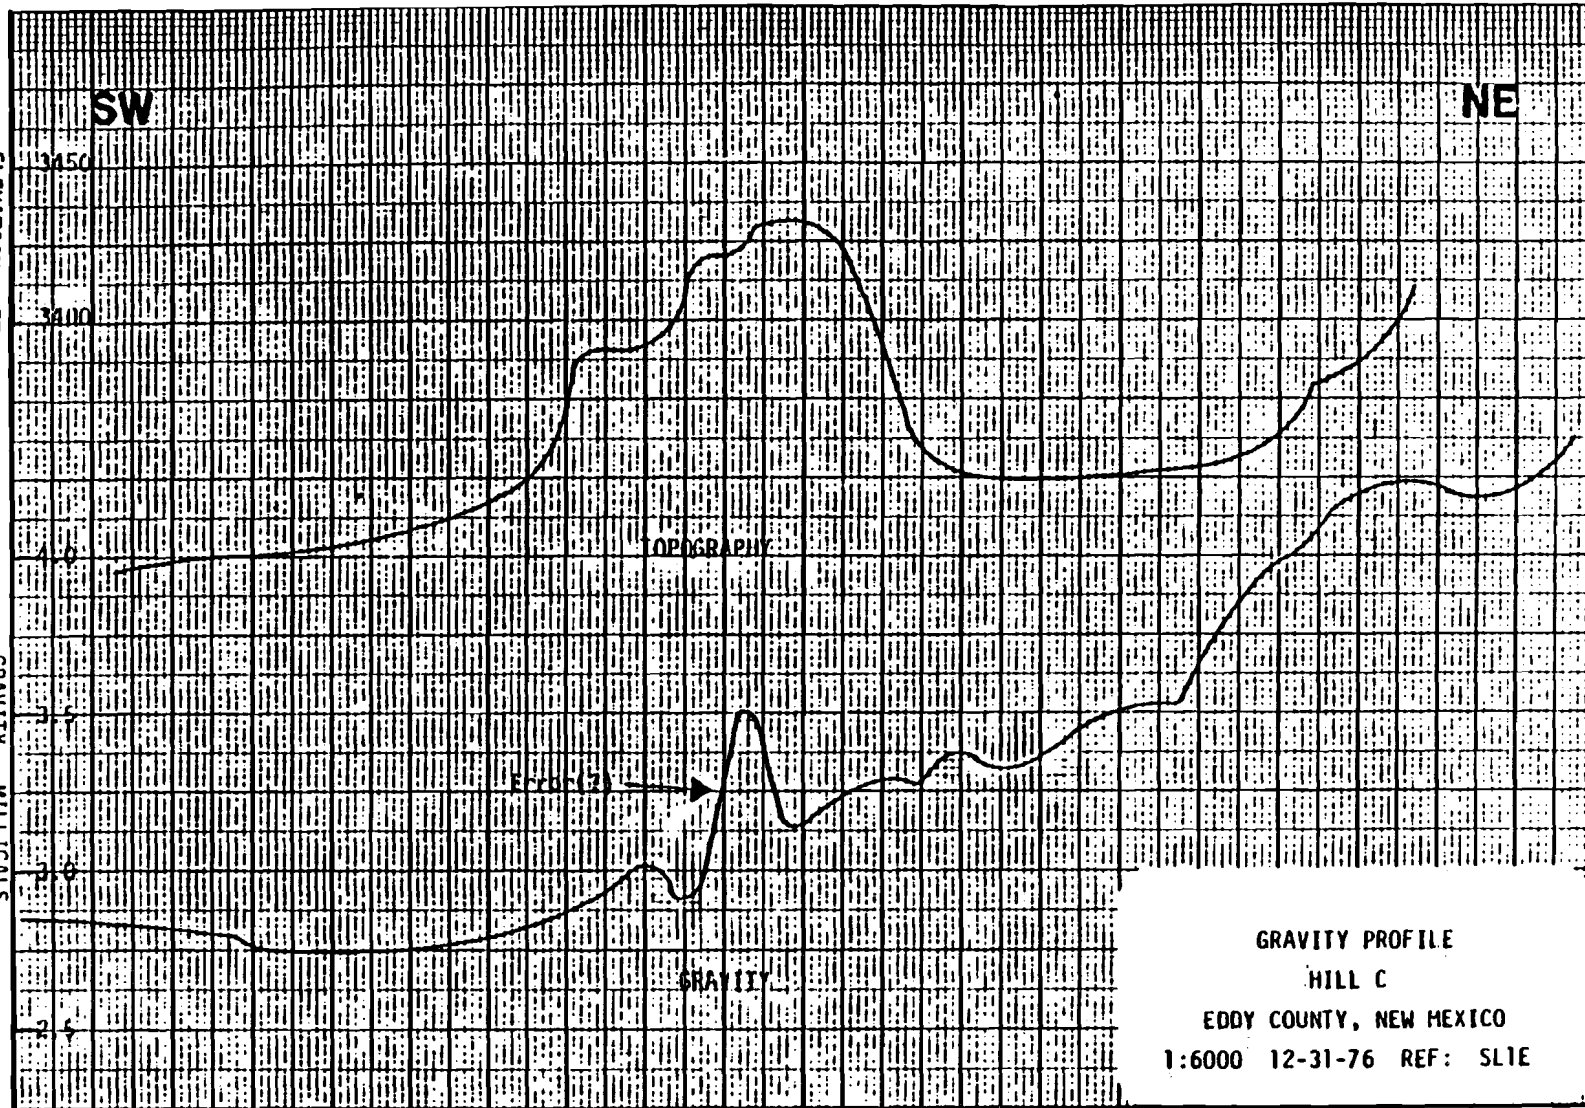 SW
NE
3450
3400
TOPOGRAPHY
4.0
3.5
Error(?)
3.0
GRAVITY
2.5
GRAVITY PROFILE
HILL C
EDDY COUNTY, NEW MEXICO
1:6000 12-31-76 REF: SL1E